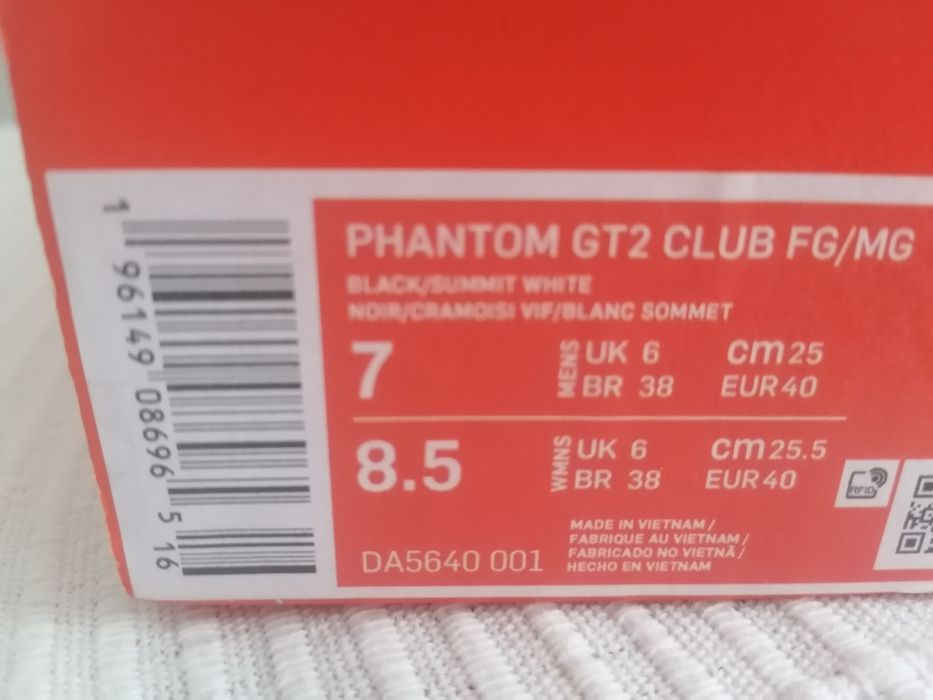 1 96149 08696 5 16
PHANTOM GT2 CLUB FG/MG
BLACK/SUMMIT WHITE
NOIR/CRAMOISI VIF/BLANC SOMMET
7 MENS UK 6 cm 25
BR 38 EUR 40
8.5 WMNS UK 6 cm 25.5
BR 38 EUR 40
RFID
DA5640 001
MADE IN VIETNAM /
FABRIQUE AU VIETNAM /
FABRICADO NO VIETNÃ /
HECHO EN VIETNAM